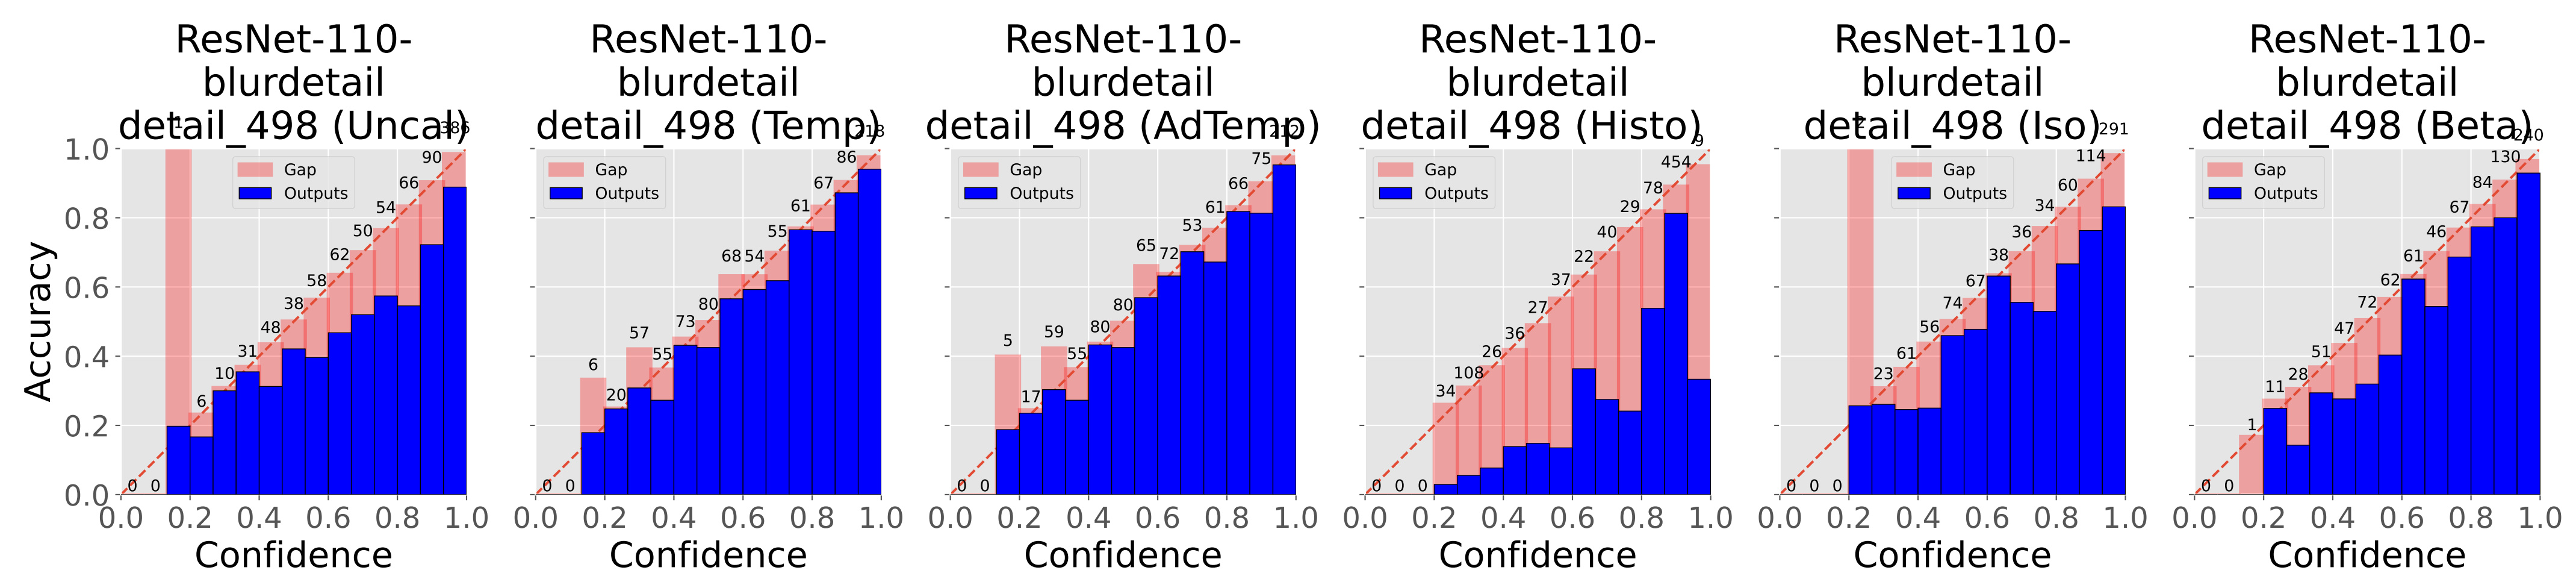 ResNet-110-
blurdetail
detail_498 (Uncal)
ResNet-110-
blurdetail
detail_498 (Temp)
ResNet-110-
blurdetail
detail_498 (AdTemp)
ResNet-110-
blurdetail
detail_498 (Histo)
ResNet-110-
blurdetail
detail_498 (Iso)
ResNet-110-
blurdetail
detail_498 (Beta)
Accuracy
1.0
0.8
0.6
0.4
0.2
0.0
Gap
Outputs
0 0 6 10 31 48 38 58 62 50 54 66 90 386
0.0 0.2 0.4 0.6 0.8 1.0
Confidence
Gap
Outputs
0 0 6 20 57 55 73 80 68 54 55 61 67 86 218
0.0 0.2 0.4 0.6 0.8 1.0
Confidence
Gap
Outputs
0 0 5 17 59 55 80 80 65 72 53 61 66 75 212
0.0 0.2 0.4 0.6 0.8 1.0
Confidence
Gap
Outputs
0 0 0 34 108 26 36 27 37 22 40 29 78 454 9
0.0 0.2 0.4 0.6 0.8 1.0
Confidence
Gap
Outputs
0 0 0 23 61 56 74 67 38 36 34 60 114 291
0.0 0.2 0.4 0.6 0.8 1.0
Confidence
Gap
Outputs
0 0 1 11 28 51 47 72 62 61 46 67 84 130 240
0.0 0.2 0.4 0.6 0.8 1.0
Confidence